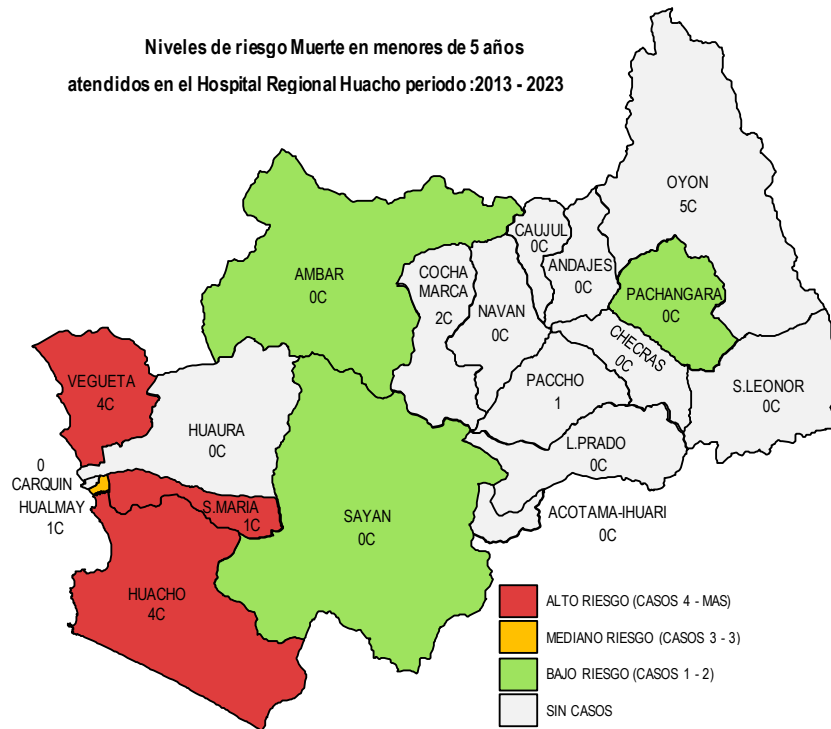 Niveles de riesgo Muerte en menores de 5 años
atendidos en el Hospital Regional Huacho periodo :2013 - 2023
OYON
5C
CAUJUL
0C
ANDAJES
0C
AMBAR
0C
COCHA
MARCA
2C
NAVAN
0C
PACHANGARA
0C
CHECRAS
0C
VEGUETA
4C
PACCHO
1
S.LEONOR
0C
HUAURA
0C
L.PRADO
0C
0
CARQUIN
HUALMAY
1C
S.MARIA
1C
SAYAN
0C
ACOTAMA-IHUARI
0C
HUACHO
4C
ALTO RIESGO (CASOS 4 - MAS)
MEDIANO RIESGO (CASOS 3 - 3)
BAJO RIESGO (CASOS 1 - 2)
SIN CASOS